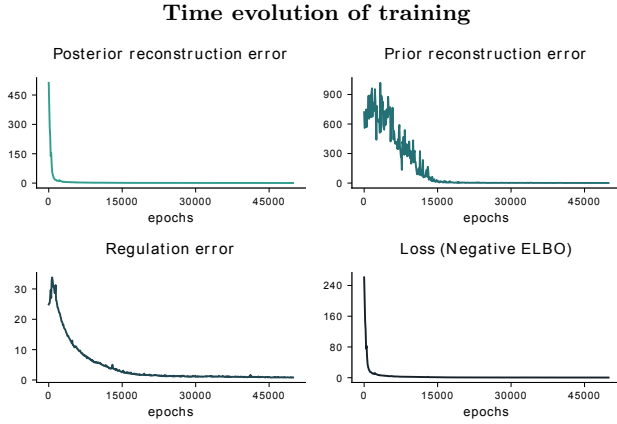 Time evolution of training
Posterior reconstruction error
450
300
150
0
0 15000 30000 45000
epochs
Prior reconstruction error
900
600
300
0
0 15000 30000 45000
epochs
Regulation error
30
20
10
0
0 15000 30000 45000
epochs
Loss (Negative ELBO)
240
160
80
0
0 15000 30000 45000
epochs